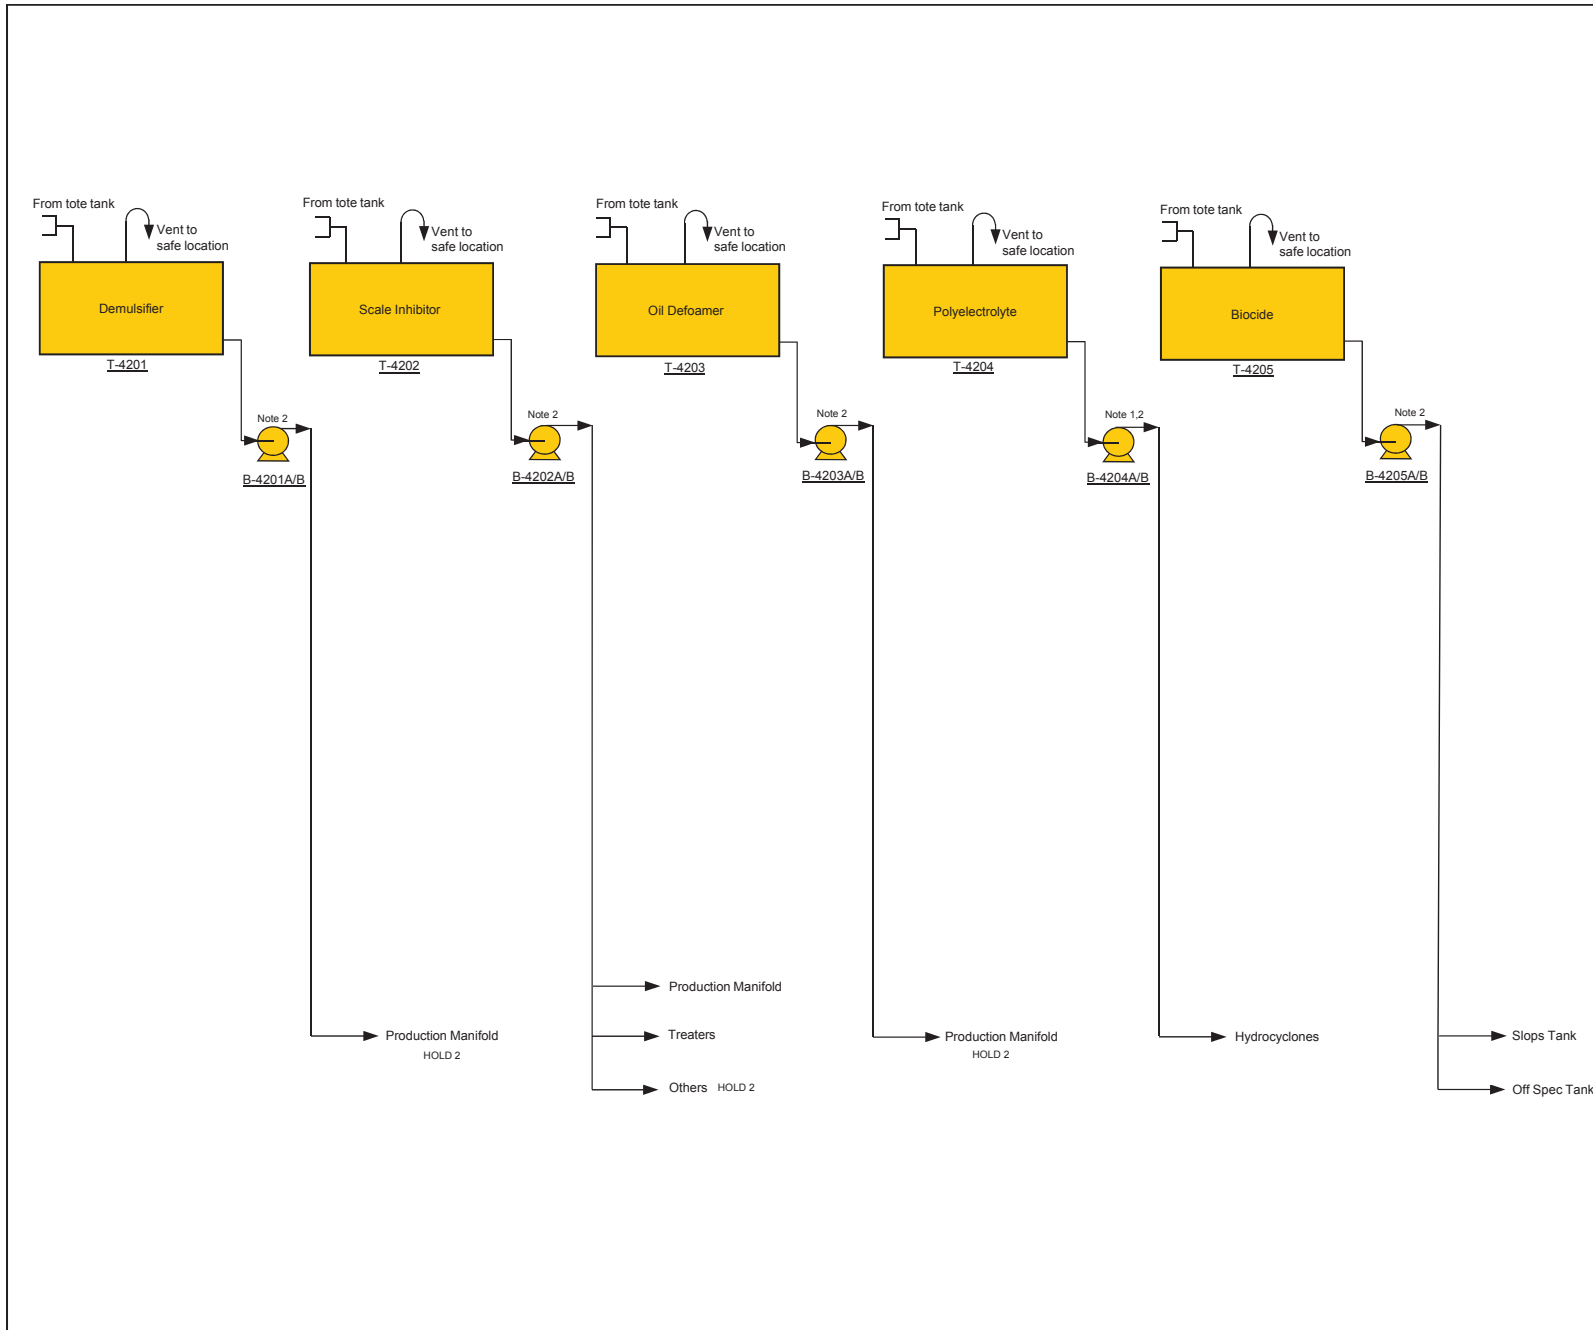 From tote tank
Vent to
safe location
Demulsifier
T-4201
Note 2
B-4201A/B
Production Manifold
HOLD 2
From tote tank
Vent to
safe location
Scale Inhibitor
T-4202
Note 2
B-4202A/B
Production Manifold
Treaters
Others HOLD 2
From tote tank
Vent to
safe location
Oil Defoamer
T-4203
Note 2
B-4203A/B
Production Manifold
HOLD 2
From tote tank
Vent to
safe location
Polyelectrolyte
T-4204
Note 1,2
B-4204A/B
Hydrocyclones
From tote tank
Vent to
safe location
Biocide
T-4205
Note 2
B-4205A/B
Slops Tank
Off Spec Tank